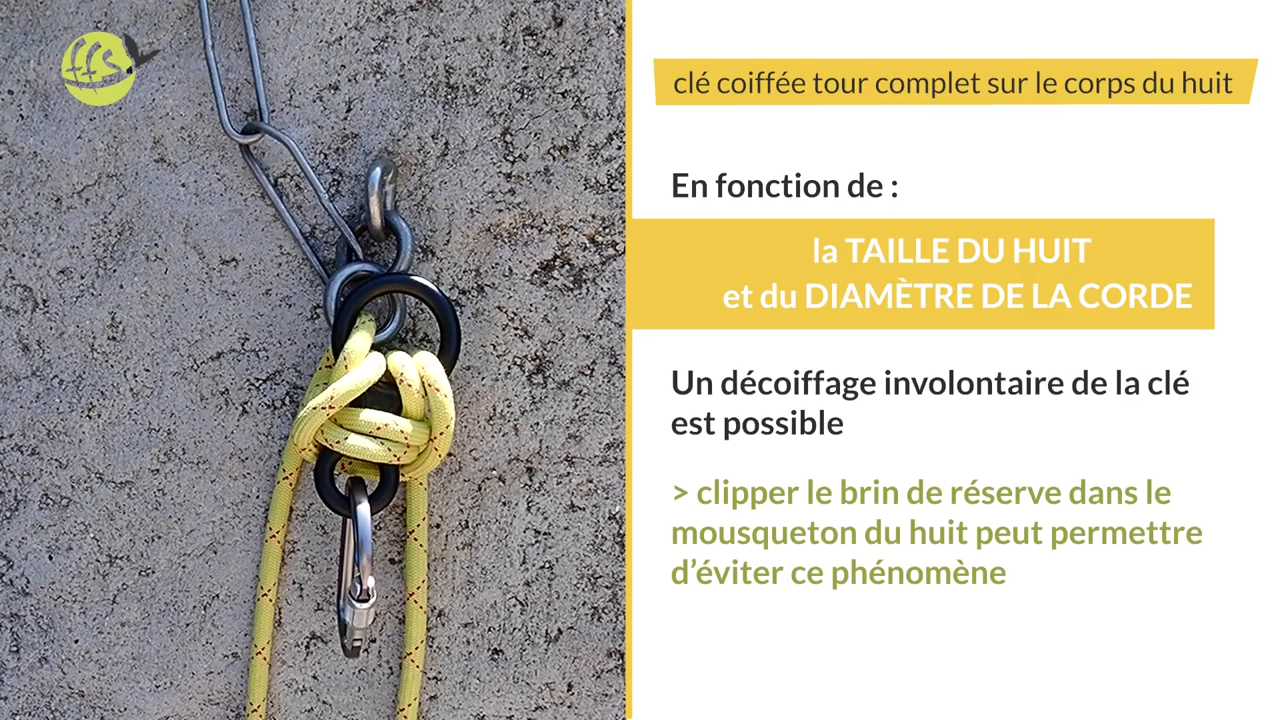 ffs
clé coiffée tour complet sur le corps du huit
En fonction de :
la TAILLE DU HUIT
et du DIAMÈTRE DE LA CORDE
Un décoiffage involontaire de la clé
est possible
> clipper le brin de réserve dans le
mousqueton du huit peut permettre
d’éviter ce phénomène